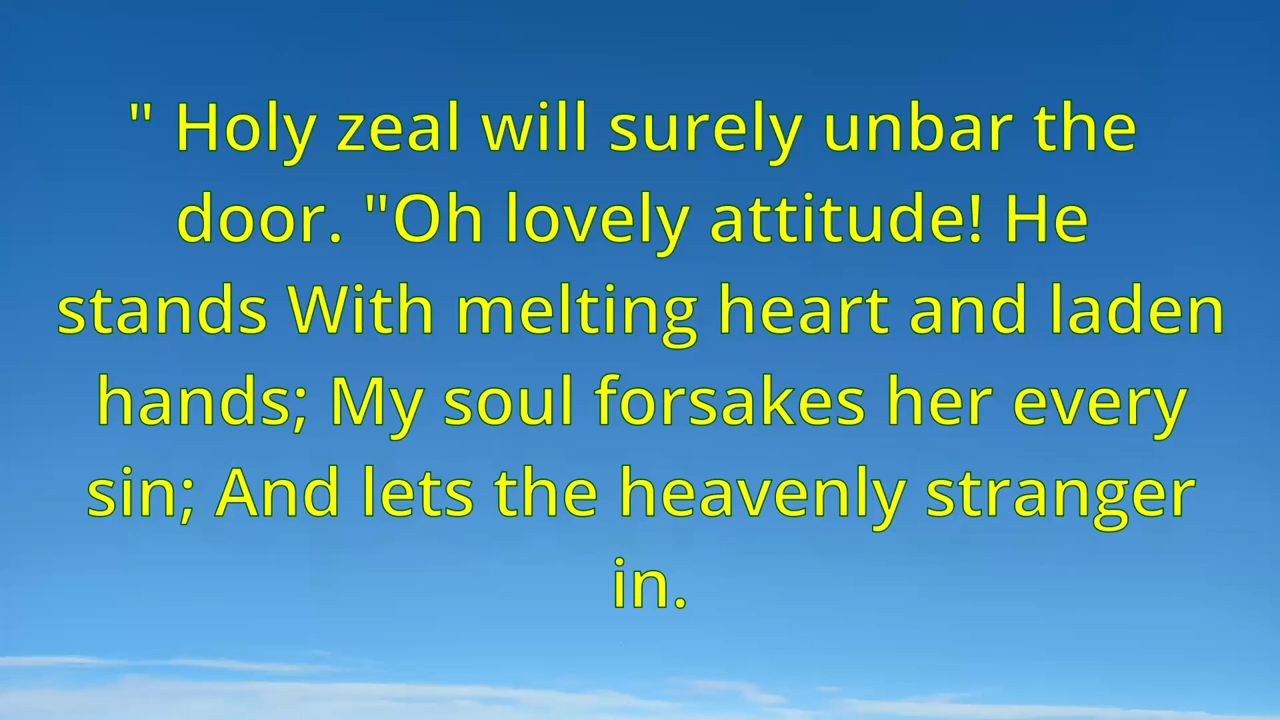 " Holy zeal will surely unbar the
door. "Oh lovely attitude! He
stands With melting heart and laden
hands; My soul forsakes her every
sin; And lets the heavenly stranger
in.